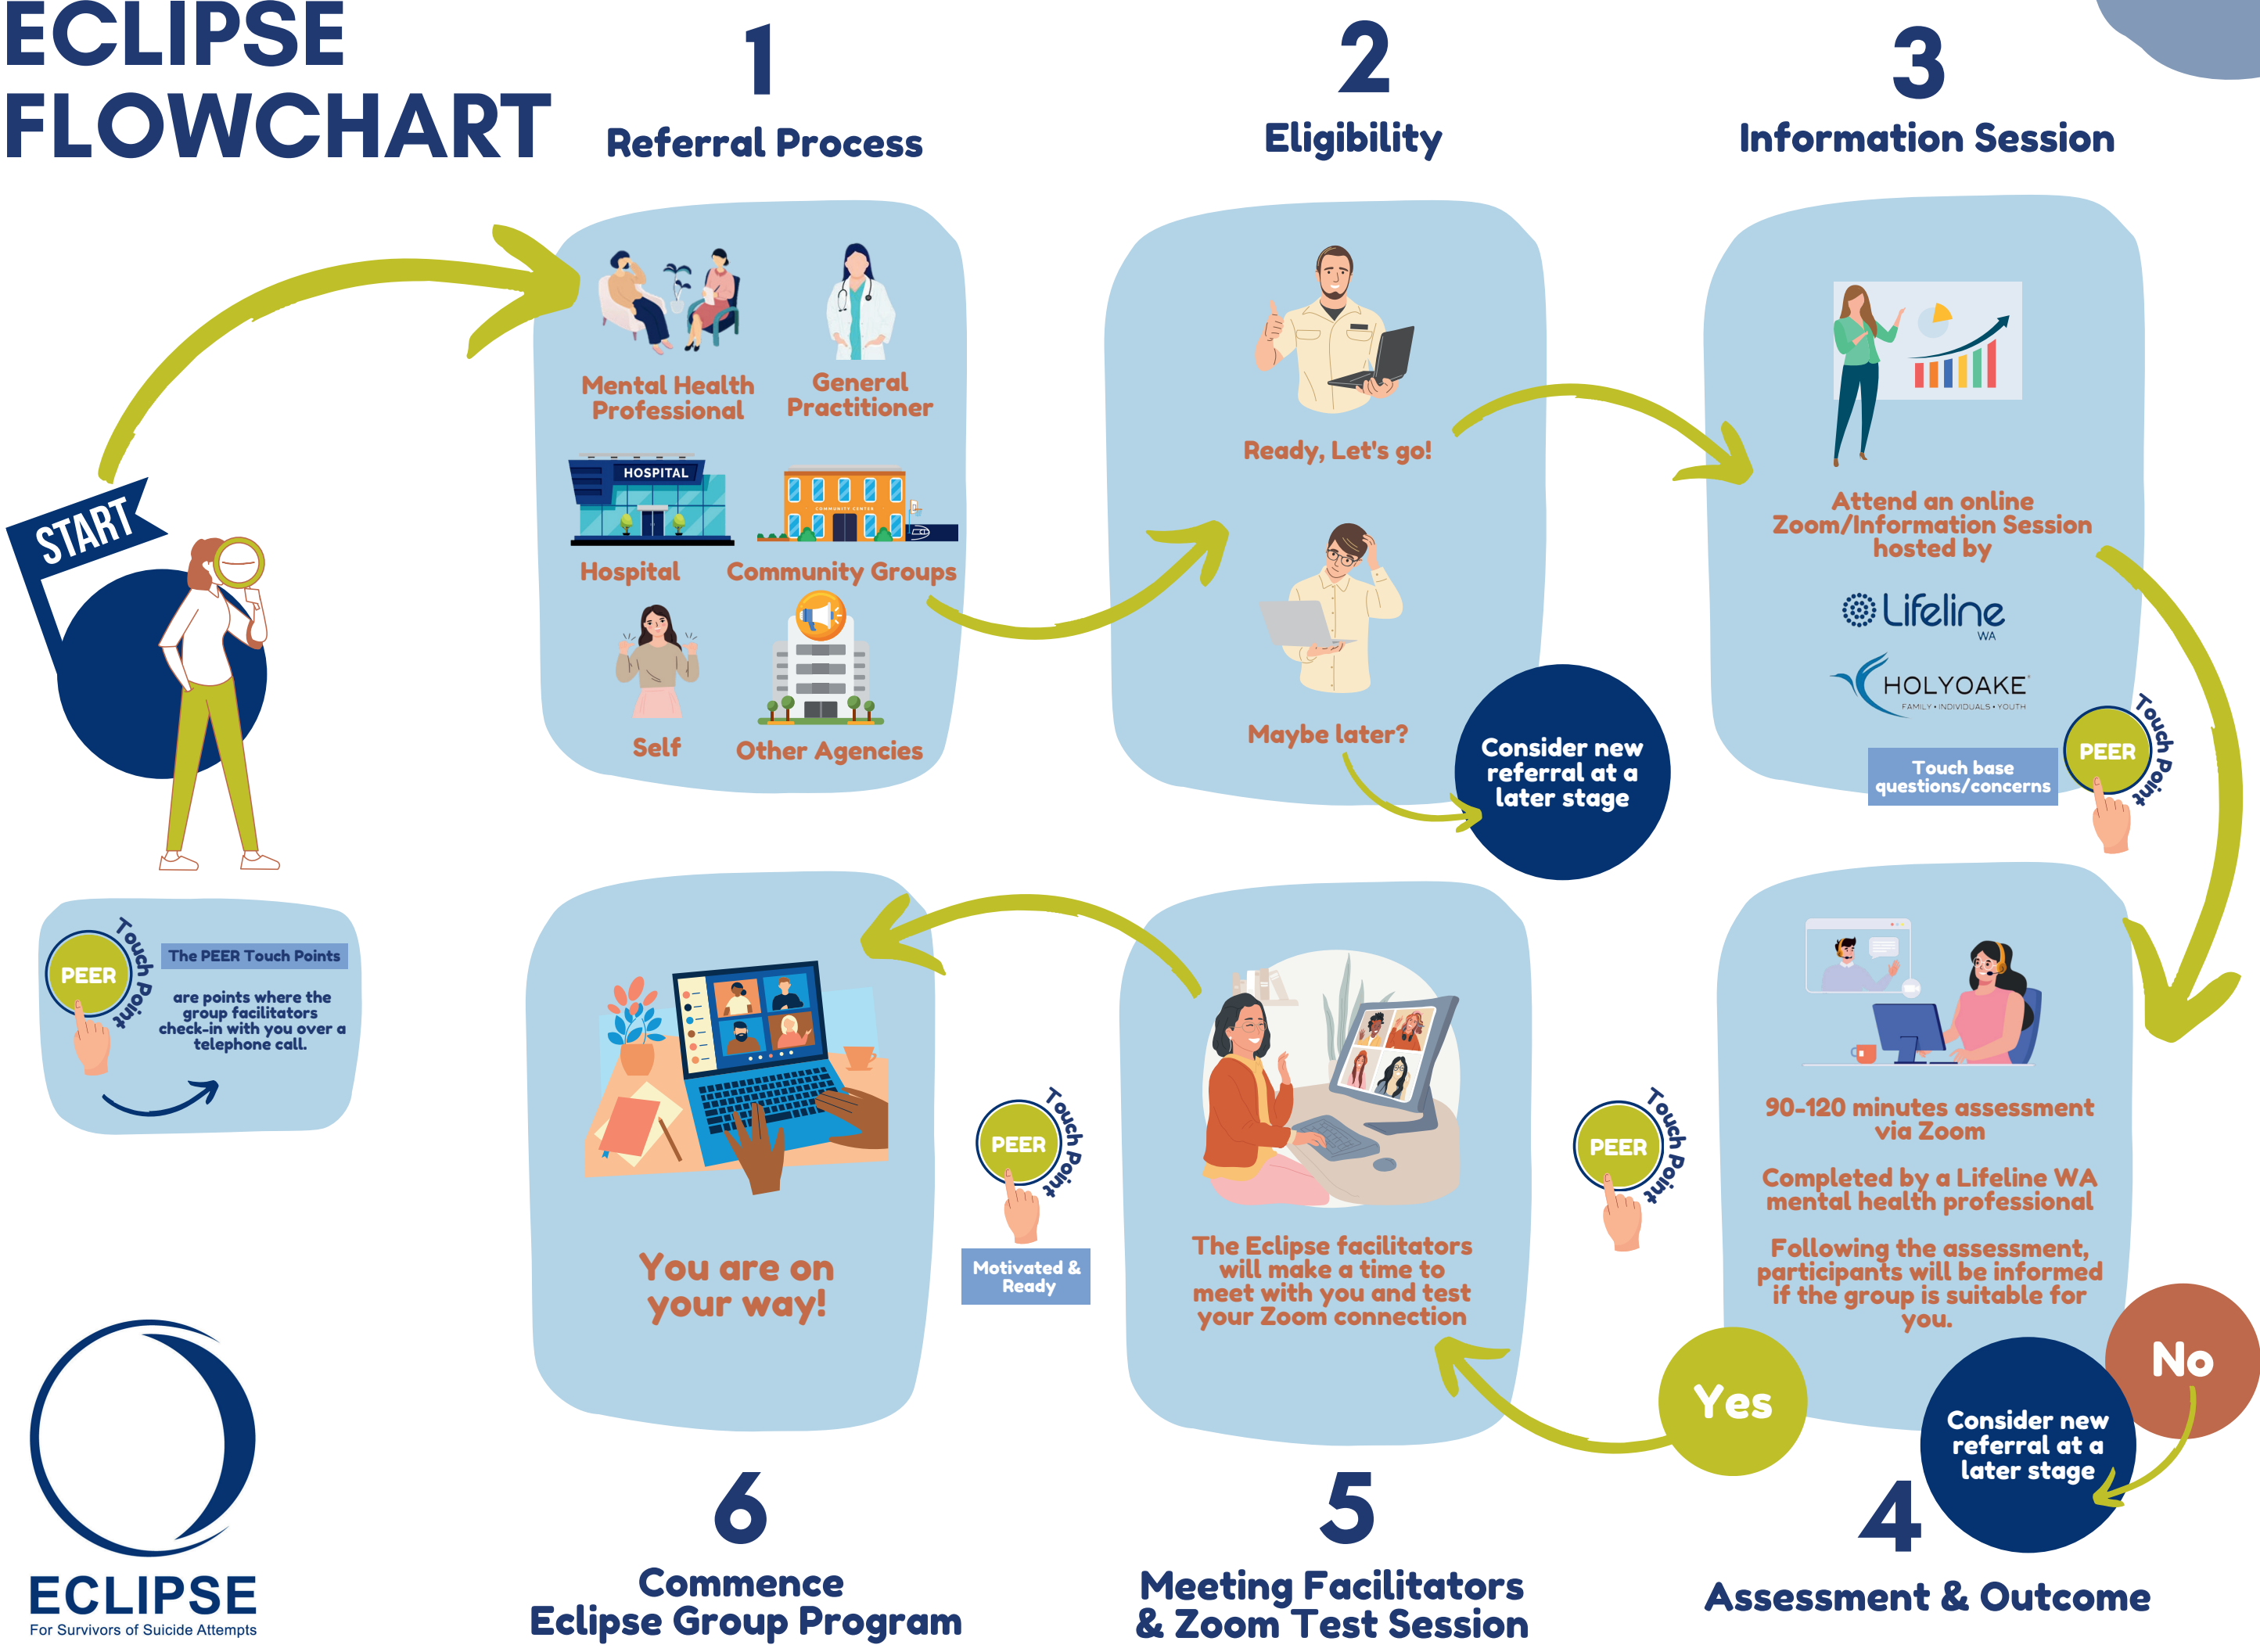 ECLIPSE
FLOWCHART
1
Referral Process
2
Eligibility
3
Information Session
START
Mental Health
Professional
General
Practitioner
HOSPITAL
Hospital
COMMUNITY CENTER
Community Groups
Self
Other Agencies
Ready, Let's go!
Maybe later?
Consider new
referral at a
later stage
Attend an online
Zoom/Information Session
hosted by
Lifeline
WA
HOLYOAKE
FAMILY • INDIVIDUALS • YOUTH
Touch base
questions/concerns
PEER
Touch Point
PEER
Touch Point
The PEER Touch Points
are points where the
group facilitators
check-in with you over a
telephone call.
You are on
your way!
PEER
Touch Point
Motivated &
Ready
The Eclipse facilitators
will make a time to
meet with you and test
your Zoom connection
PEER
Touch Point
90-120 minutes assessment
via Zoom
Completed by a Lifeline WA
mental health professional
Following the assessment,
participants will be informed
if the group is suitable for
you.
Yes
No
Consider new
referral at a
later stage
6
Commence
Eclipse Group Program
5
Meeting Facilitators
& Zoom Test Session
4
Assessment & Outcome
ECLIPSE
For Survivors of Suicide Attempts